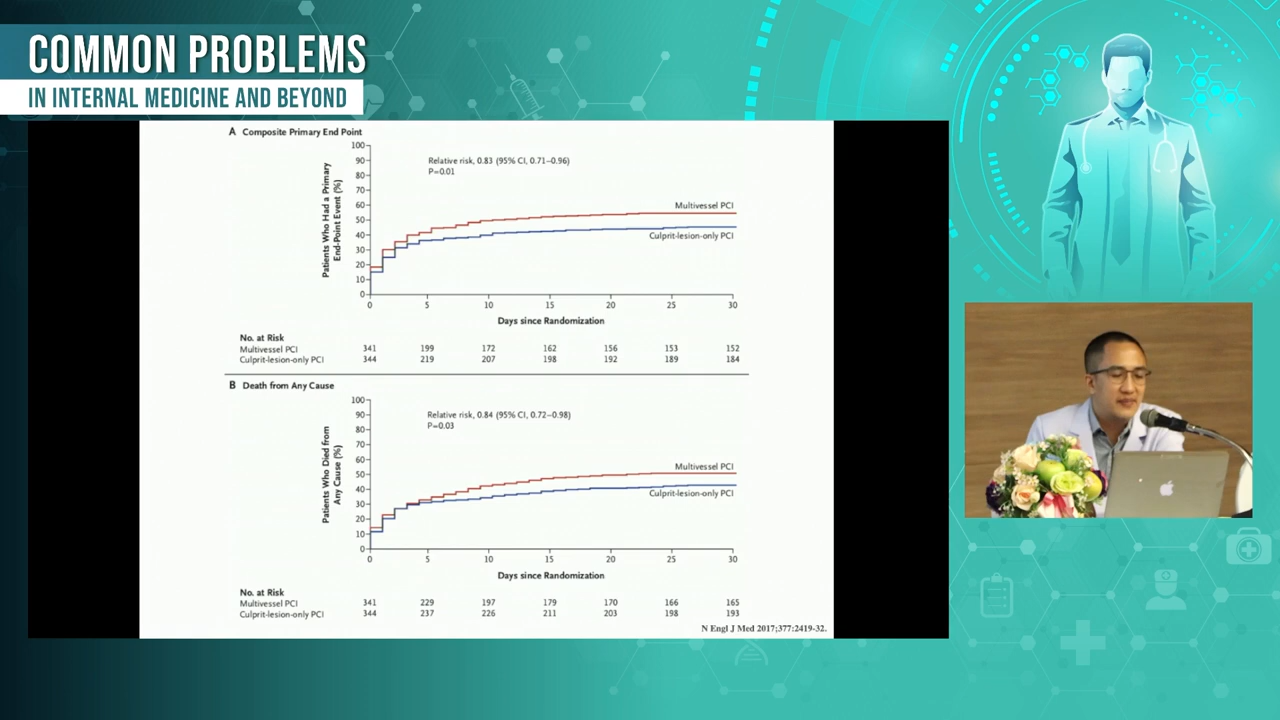 COMMON PROBLEMS
IN INTERNAL MEDICINE AND BEYOND
A Composite Primary End Point
Patients Who Had a Primary
End-Point Event (%)
100
90
80
70
60
50
40
30
20
10
0
Relative risk, 0.83 (95% CI, 0.71–0.96)
P=0.01
Multivessel PCI
Culprit-lesion-only PCI
0 5 10 15 20 25 30
Days since Randomization
No. at Risk
Multivessel PCI 341 199 172 162 156 153 152
Culprit-lesion-only PCI 344 219 207 198 192 189 184
B Death from Any Cause
Patients Who Died from
Any Cause (%)
100
90
80
70
60
50
40
30
20
10
0
Relative risk, 0.84 (95% CI, 0.72–0.98)
P=0.03
Multivessel PCI
Culprit-lesion-only PCI
0 5 10 15 20 25 30
Days since Randomization
No. at Risk
Multivessel PCI 341 229 197 179 170 166 165
Culprit-lesion-only PCI 344 237 226 211 203 198 193
N Engl J Med 2017;377:2419-32.